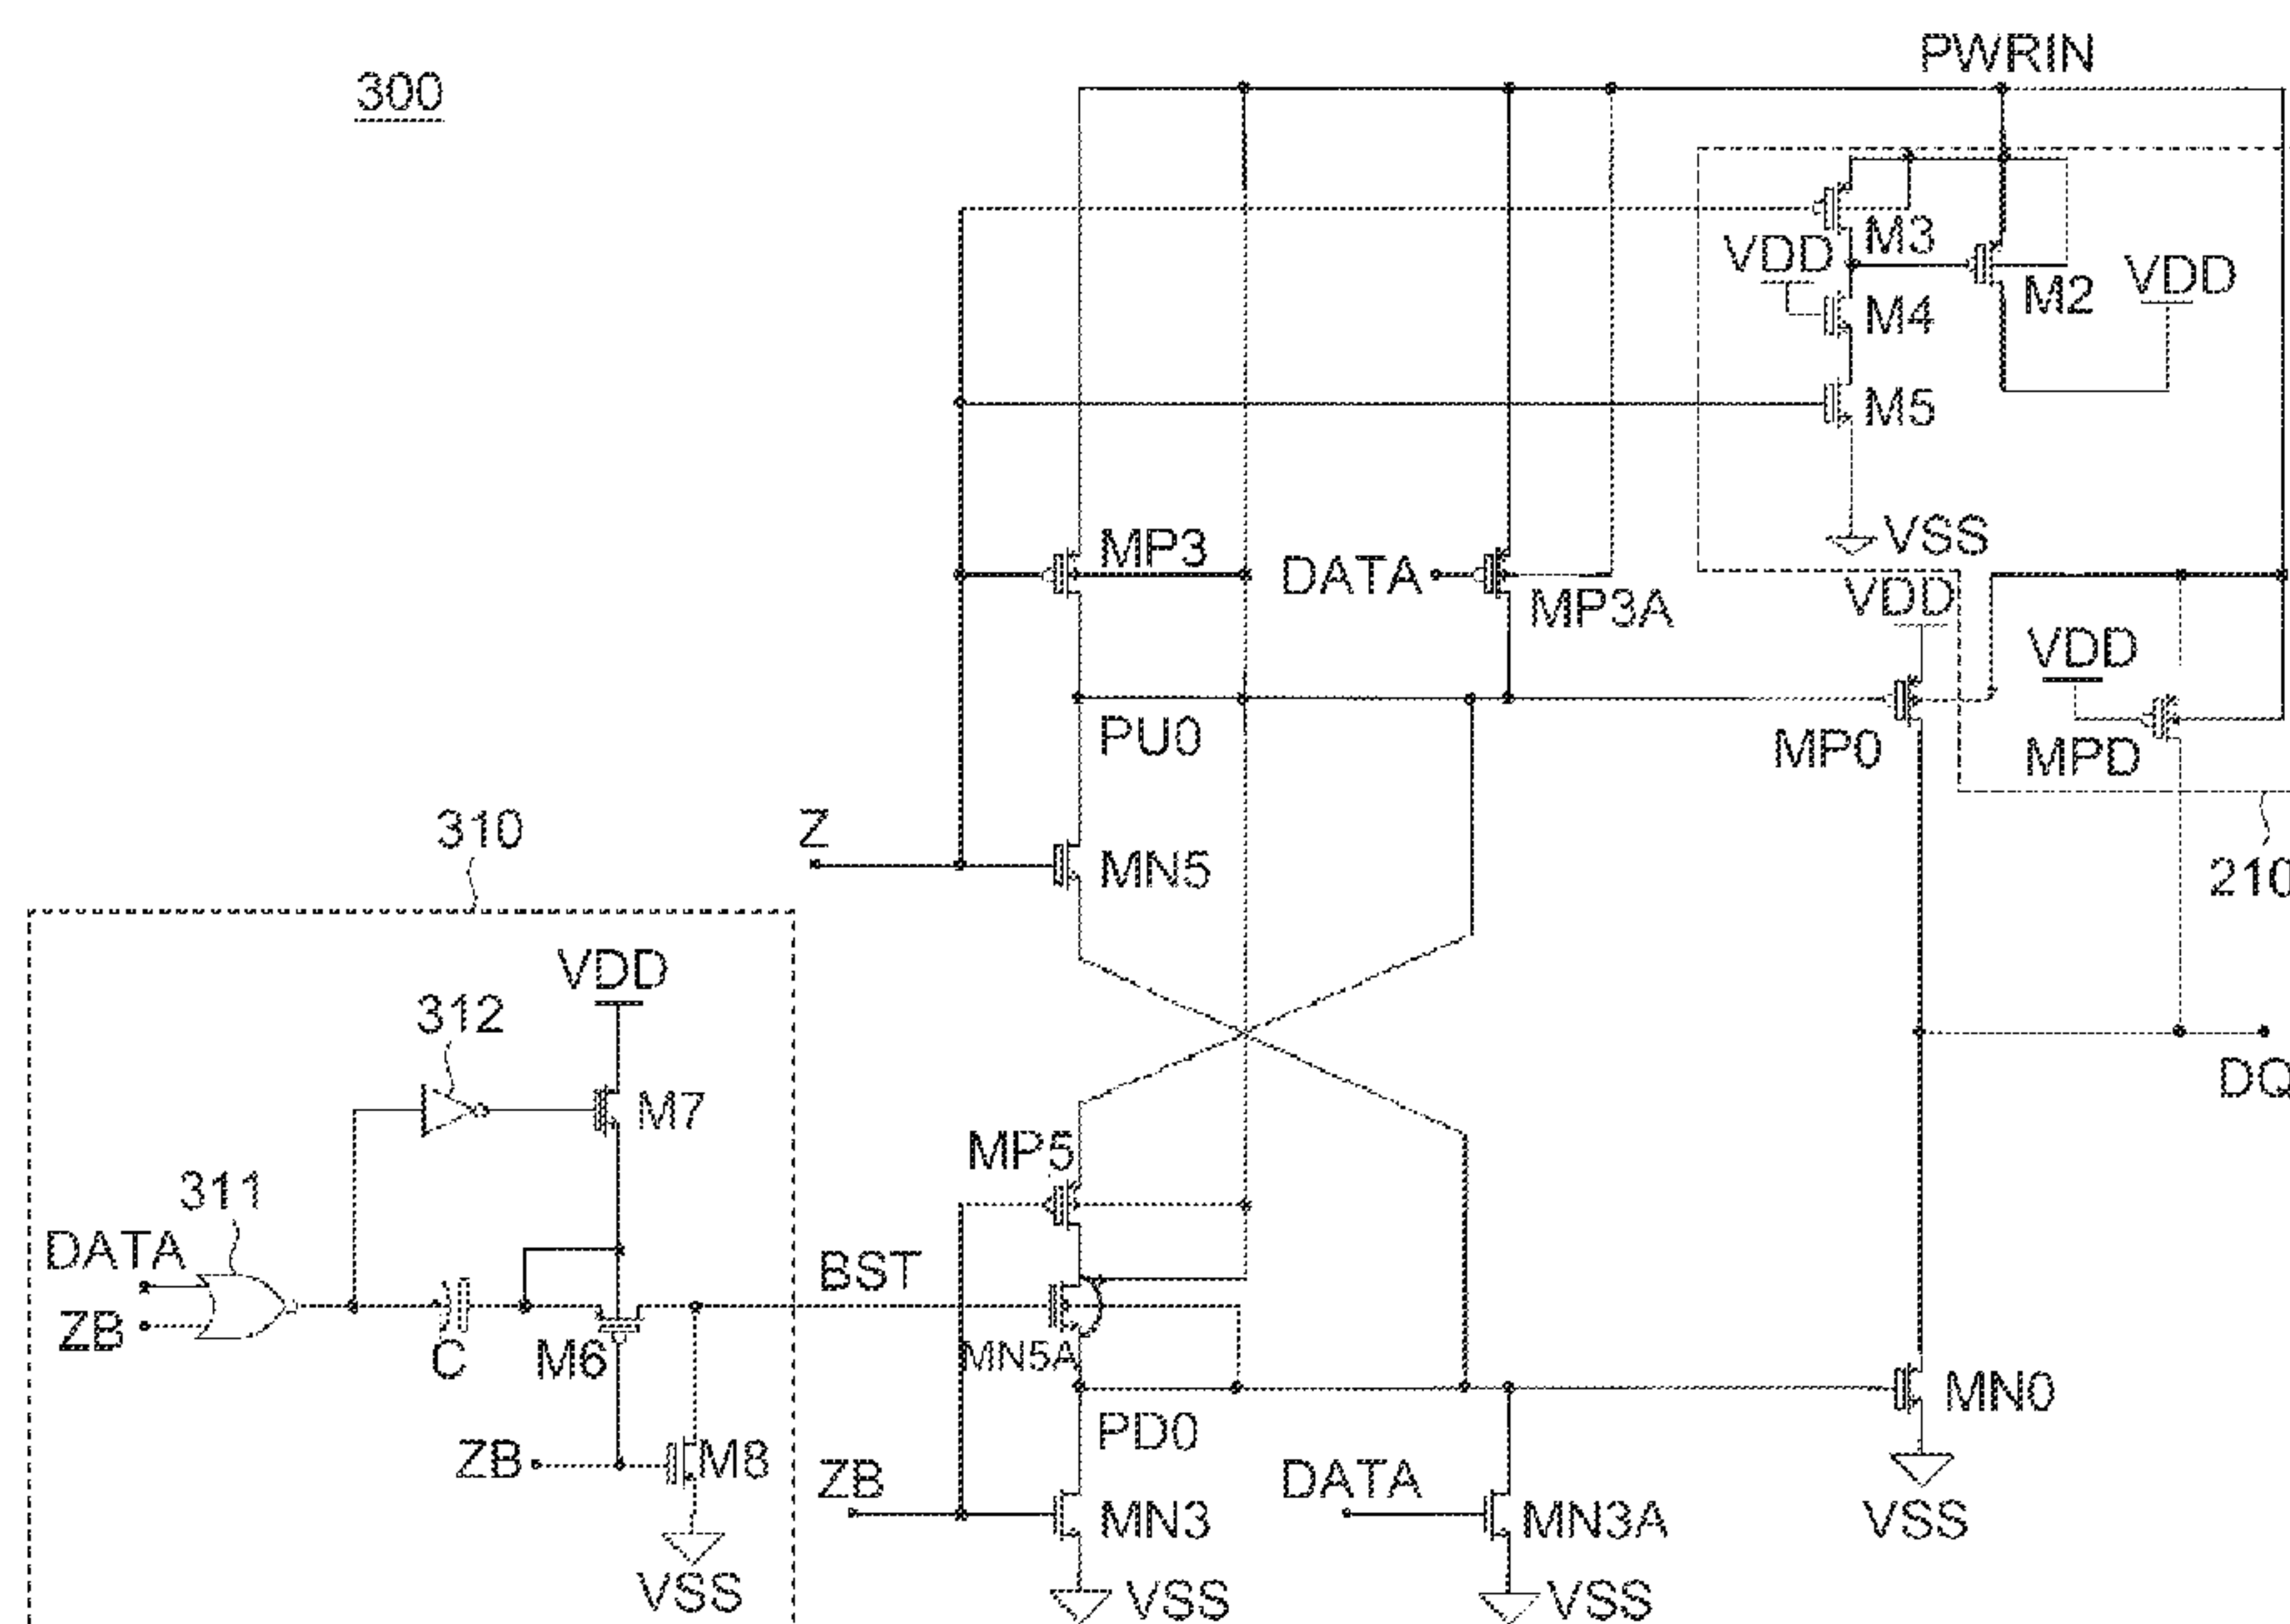 300
PWRIN
M3
VDD
M2
VDD
M4
M5
VSS
MP3
DATA
MP3A
VDD
VDD
PU0
MP0
MPD
Z
MN5
310
210
VDD
312
M7
DQ
MP5
311
DATA
BST
ZB
C
M6
MN5A
PD0
MN0
ZB
M8
ZB
DATA
MN3
MN3A
VSS
VSS
VSS
VSS